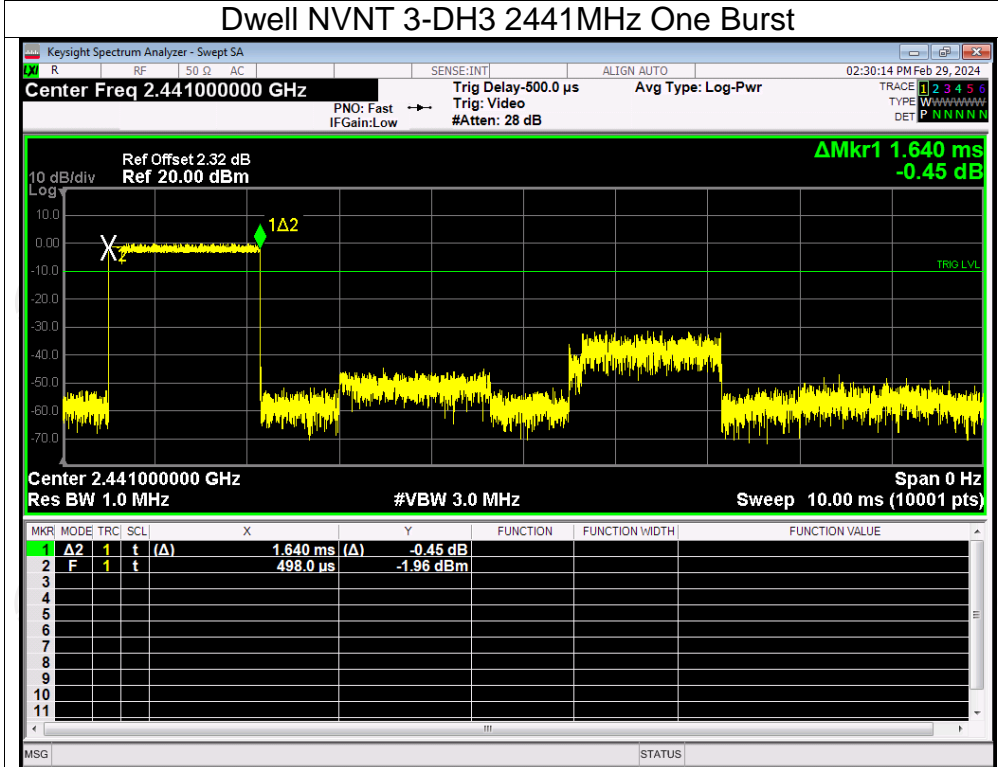 Dwell NVNT 3-DH3 2441MHz One Burst
Keysight Spectrum Analyzer - Swept SA
LXI R RF 50 Ω AC SENSE:INT ALIGN AUTO 02:30:14 PM Feb 29, 2024
Center Freq 2.441000000 GHz
PNO: Fast
IFGain:Low
Trig Delay-500.0 µs
Trig: Video
#Atten: 28 dB
Avg Type: Log-Pwr
TRACE 1 2 3 4 5 6
TYPE WWWWWW
DET P N N N N N
ΔMkr1 1.640 ms
-0.45 dB
Ref Offset 2.32 dB
10 dB/div Ref 20.00 dBm
Log
10.0
0.00
-10.0
-20.0
-30.0
-40.0
-50.0
-60.0
-70.0
X
2
1Δ2
TRIG LVL
Center 2.441000000 GHz Span 0 Hz
Res BW 1.0 MHz #VBW 3.0 MHz Sweep 10.00 ms (10001 pts)
MKR MODE TRC SCL X Y FUNCTION FUNCTION WIDTH FUNCTION VALUE
1 Δ2 1 t (Δ) 1.640 ms (Δ) -0.45 dB
2 F 1 t 498.0 µs -1.96 dBm
3
4
5
6
7
8
9
10
11
MSG STATUS